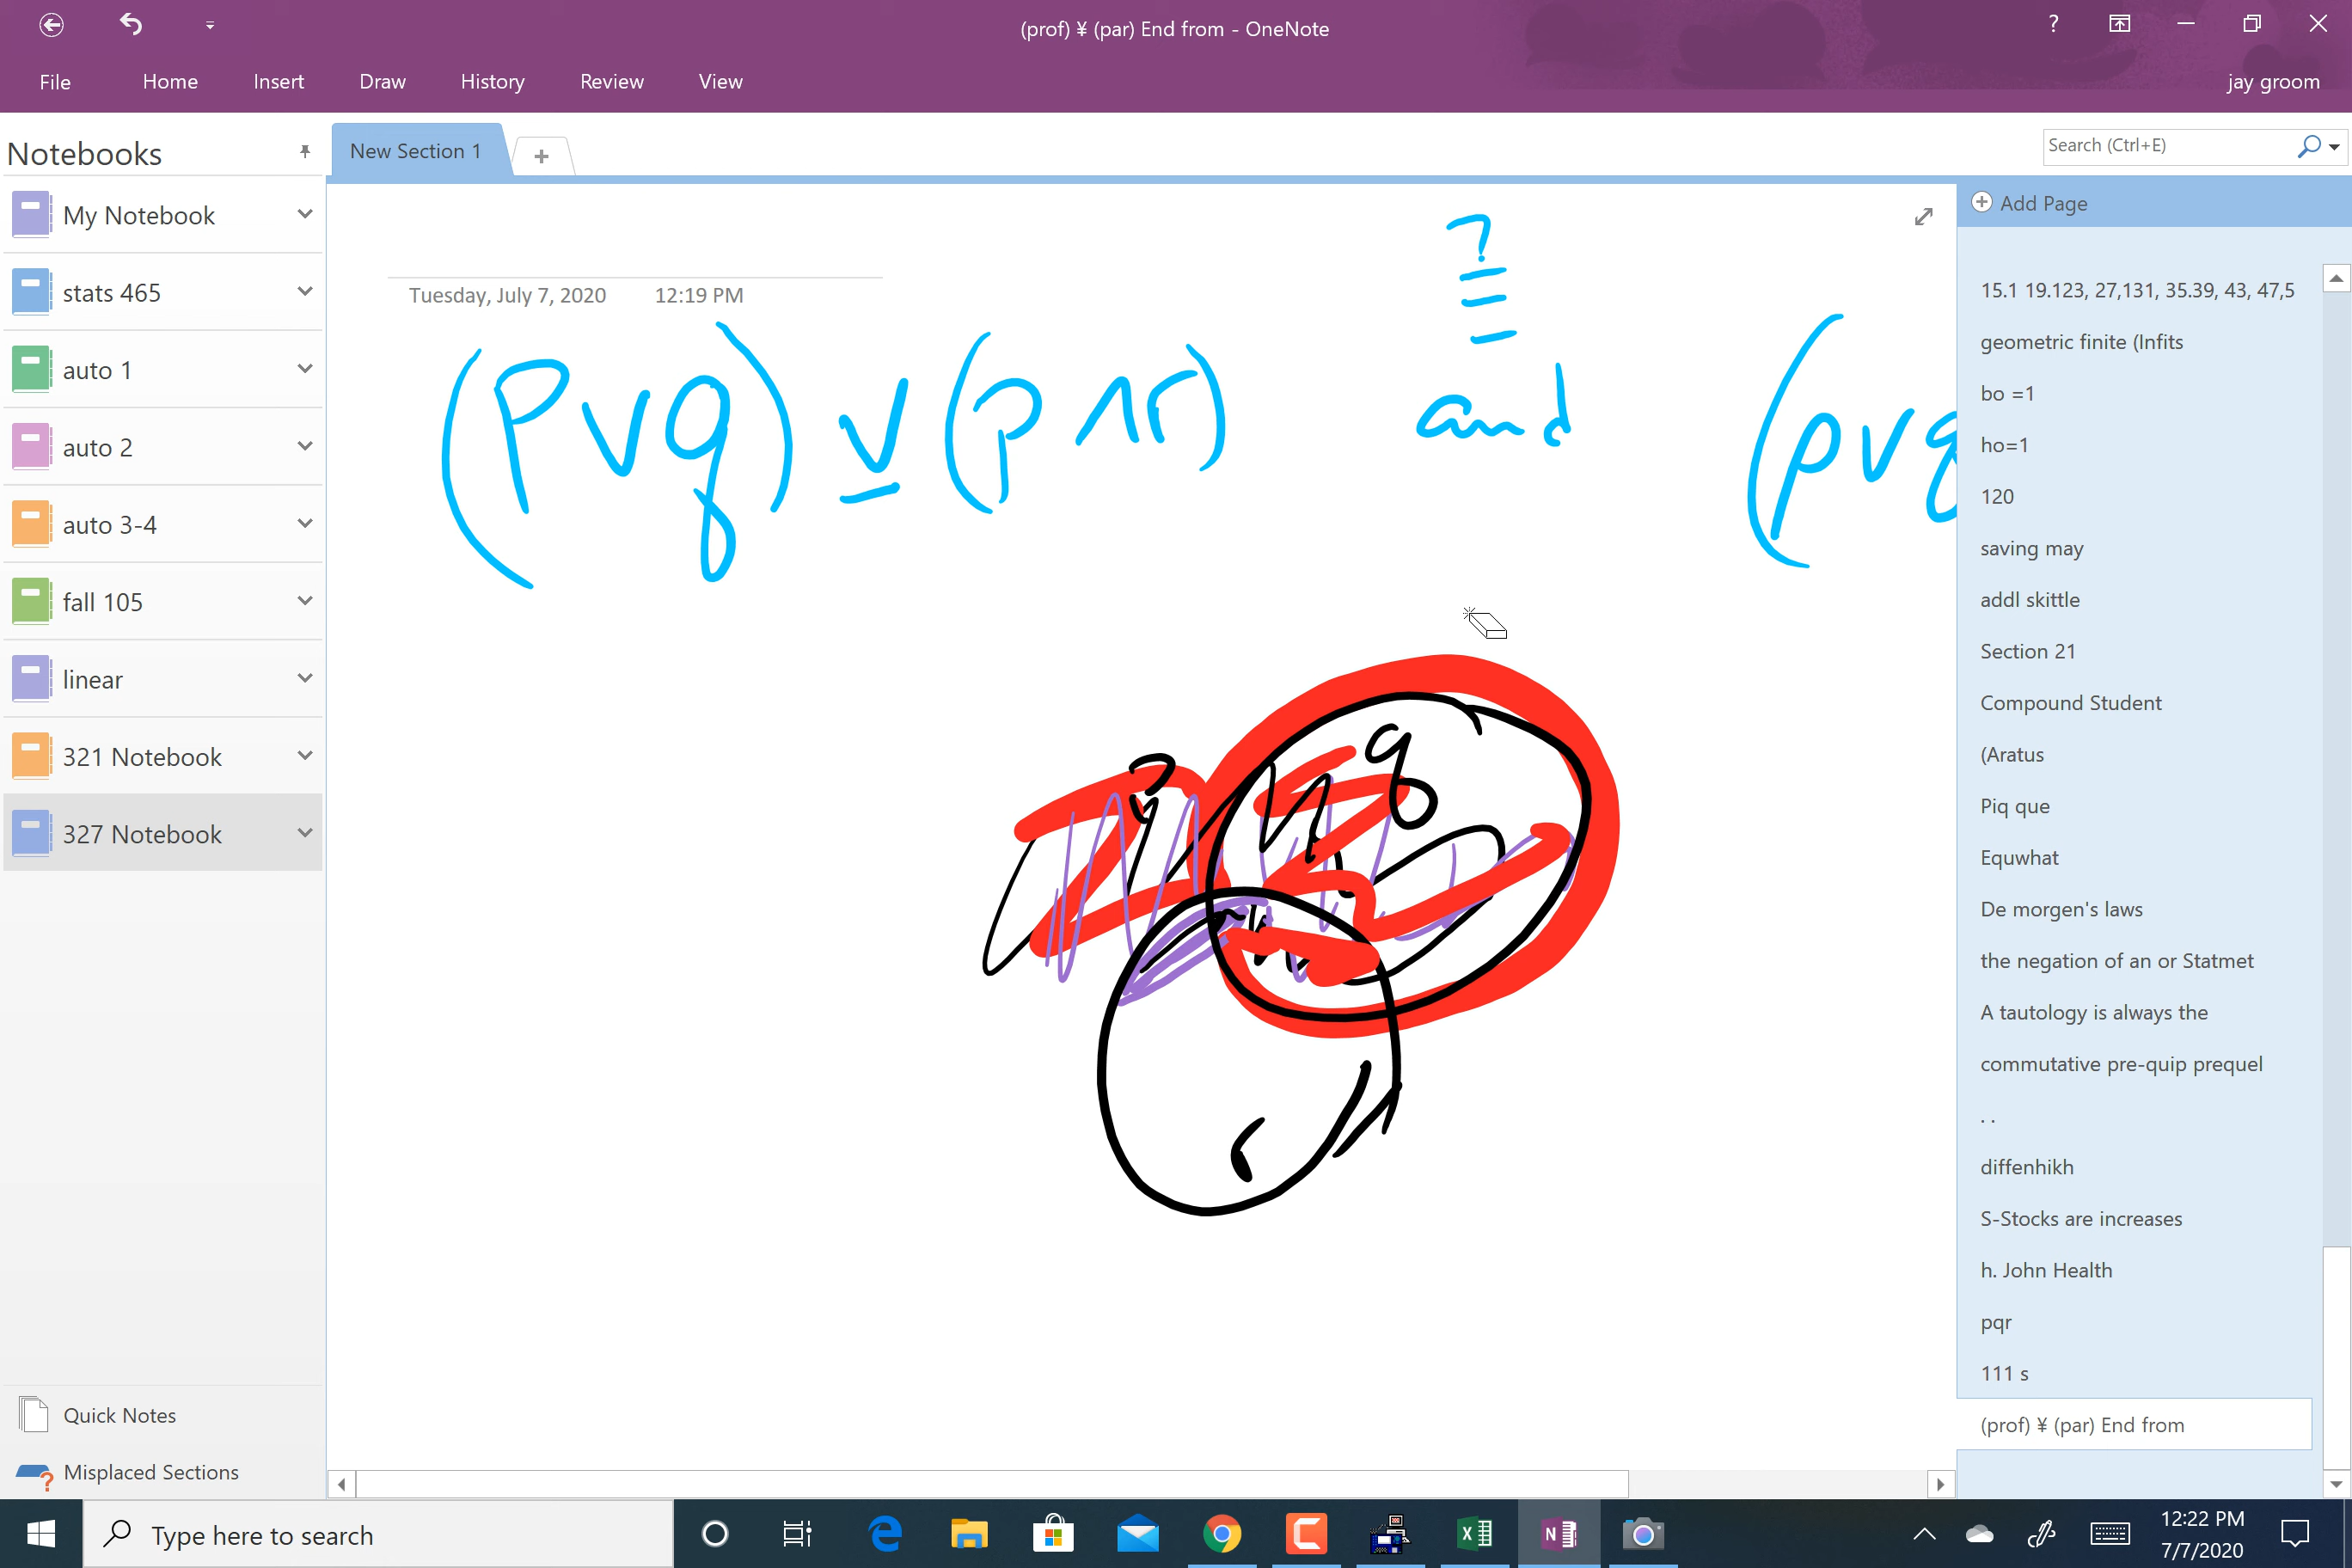 (prof) ¥ (par) End from - OneNote
?
File Home Insert Draw History Review View
jay groom
Notebooks
New Section 1
Search (Ctrl+E)
My Notebook
stats 465
auto 1
auto 2
auto 3-4
fall 105
linear
321 Notebook
327 Notebook
Quick Notes
Misplaced Sections
Tuesday, July 7, 2020 12:19 PM
?
≡
(p∨q) ⊻ (p∧r) and (p∨q
q
r
Add Page
15.1 19.123, 27,131, 35.39, 43, 47,5
geometric finite (Infits
bo =1
ho=1
120
saving may
addl skittle
Section 21
Compound Student
(Aratus
Piq que
Equwhat
De morgen's laws
the negation of an or Statmet
A tautology is always the
commutative pre-quip prequel
. .
diffenhikh
S-Stocks are increases
h. John Health
pqr
111 s
(prof) ¥ (par) End from
Type here to search
12:22 PM
7/7/2020